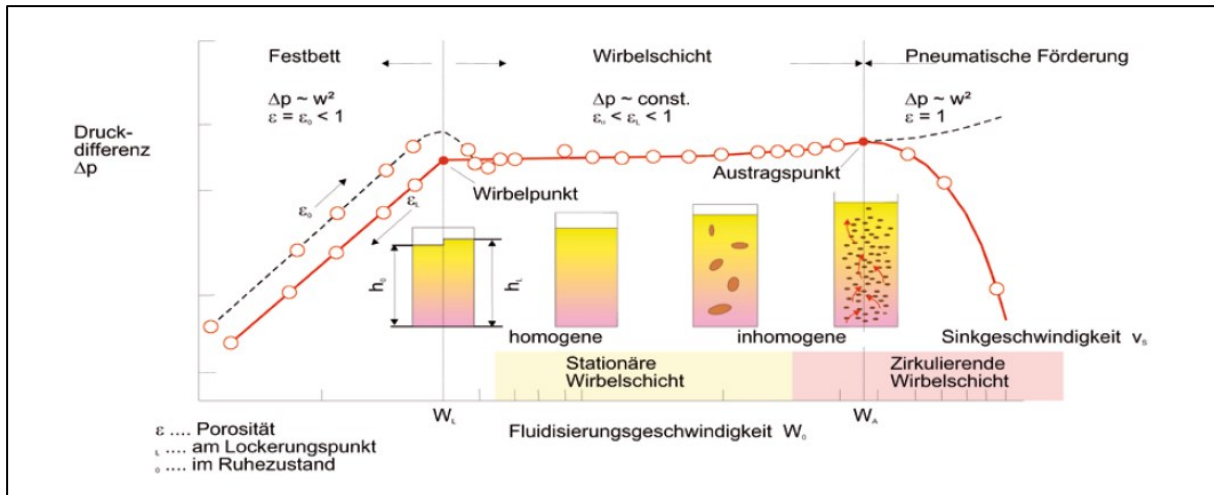 Festbett
Wirbelschicht
Pneumatische Förderung
Δp ~ w²
ε = ε₀ < 1
Δp ~ const.
ε₀ < ε_L < 1
Δp ~ w²
ε = 1
Druck-
differenz
Δp
ε₀
ε_L
Wirbelpunkt
Austragspunkt
h₀
h_L
homogene
inhomogene
Sinkgeschwindigkeit v_s
Stationäre
Wirbelschicht
Zirkulierende
Wirbelschicht
W_L
W_A
Fluidisierungsgeschwindigkeit W₀
ε .... Porosität
L .... am Lockerungspunkt
0 .... im Ruhezustand